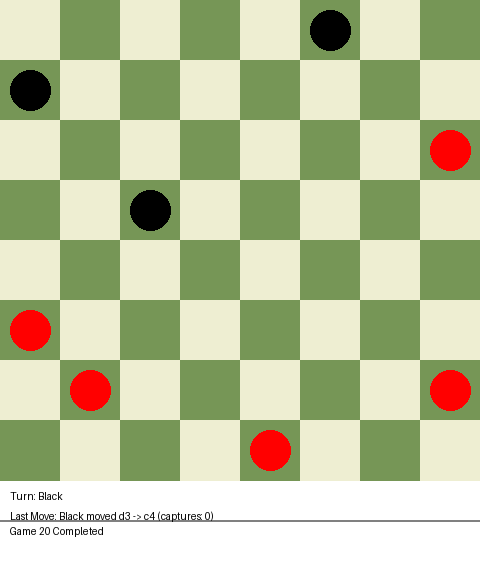 Turn: Black
Last Move: Black moved d3 -> c4 (captures: 0)
Game 20 Completed